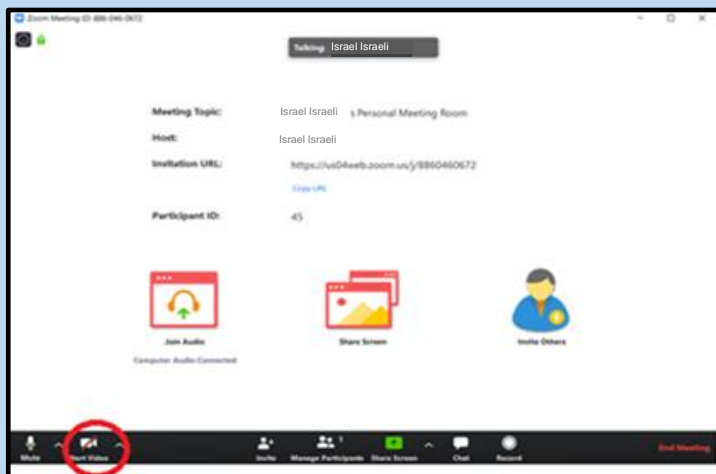 Zoom Meeting ID: 886-046-0672
Talking: Israel Israeli
Meeting Topic: Israel Israeli s Personal Meeting Room
Host: Israel Israeli
Invitation URL: https://us04web.zoom.us/j/8860460672
Copy URL
Participant ID: 45
Join Audio Share Screen Invite Others
Computer Audio Connected
Mute Start Video Invite Manage Participants 1 Share Screen Chat Record End Meeting